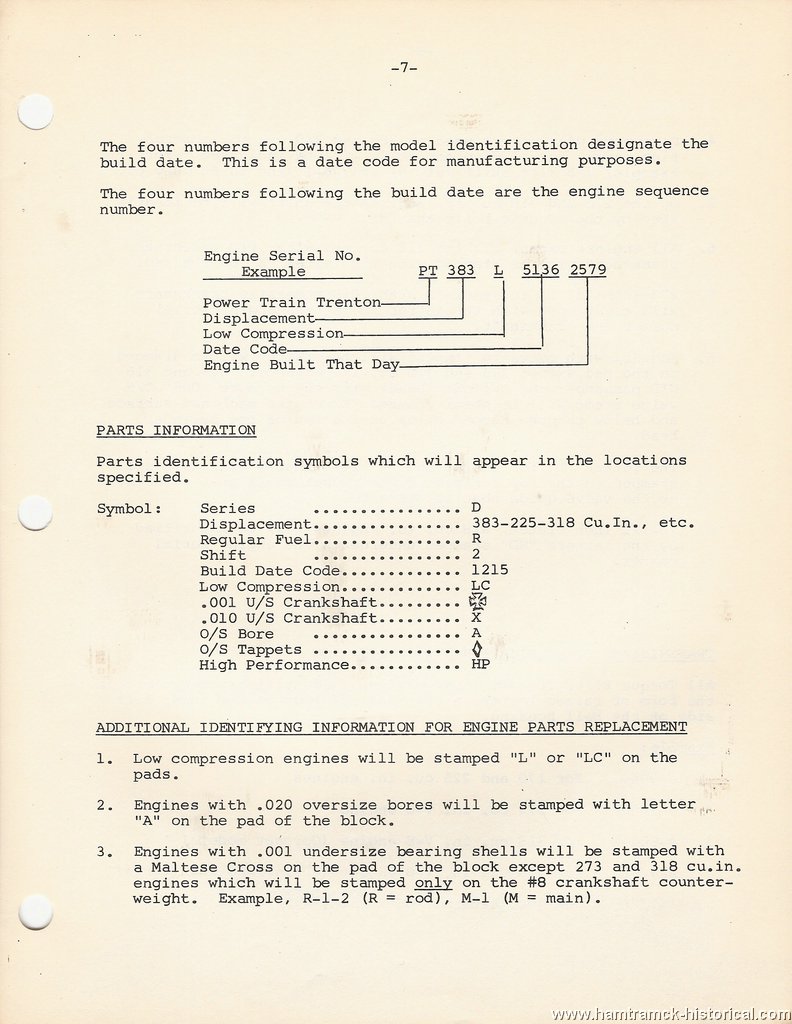 -7-
The four numbers following the model identification designate the
build date.  This is a date code for manufacturing purposes.
The four numbers following the build date are the engine sequence
number.
Engine Serial No.
Example PT 383 L 5136 2579
Power Train Trenton
Displacement
Low Compression
Date Code
Engine Built That Day
PARTS INFORMATION
Parts identification symbols which will appear in the locations
specified.
Symbol: Series ................ D
Displacement............... 383-225-318 Cu.In., etc.
Regular Fuel............... R
Shift ............... 2
Build Date Code............ 1215
Low Compression............ LC
.001 U/S Crankshaft........ ✠
.010 U/S Crankshaft........ X
O/S Bore ............... A
O/S Tappets ................ ◊
High Performance........... HP
ADDITIONAL IDENTIFYING INFORMATION FOR ENGINE PARTS REPLACEMENT
1. Low compression engines will be stamped "L" or "LC" on the
pads.
2. Engines with .020 oversize bores will be stamped with letter
"A" on the pad of the block.
3. Engines with .001 undersize bearing shells will be stamped with
a Maltese Cross on the pad of the block except 273 and 318 cu.in.
engines which will be stamped only on the #8 crankshaft counter-
weight.  Example, R-1-2 (R = rod), M-1 (M = main).
www.hamtramck-historical.com